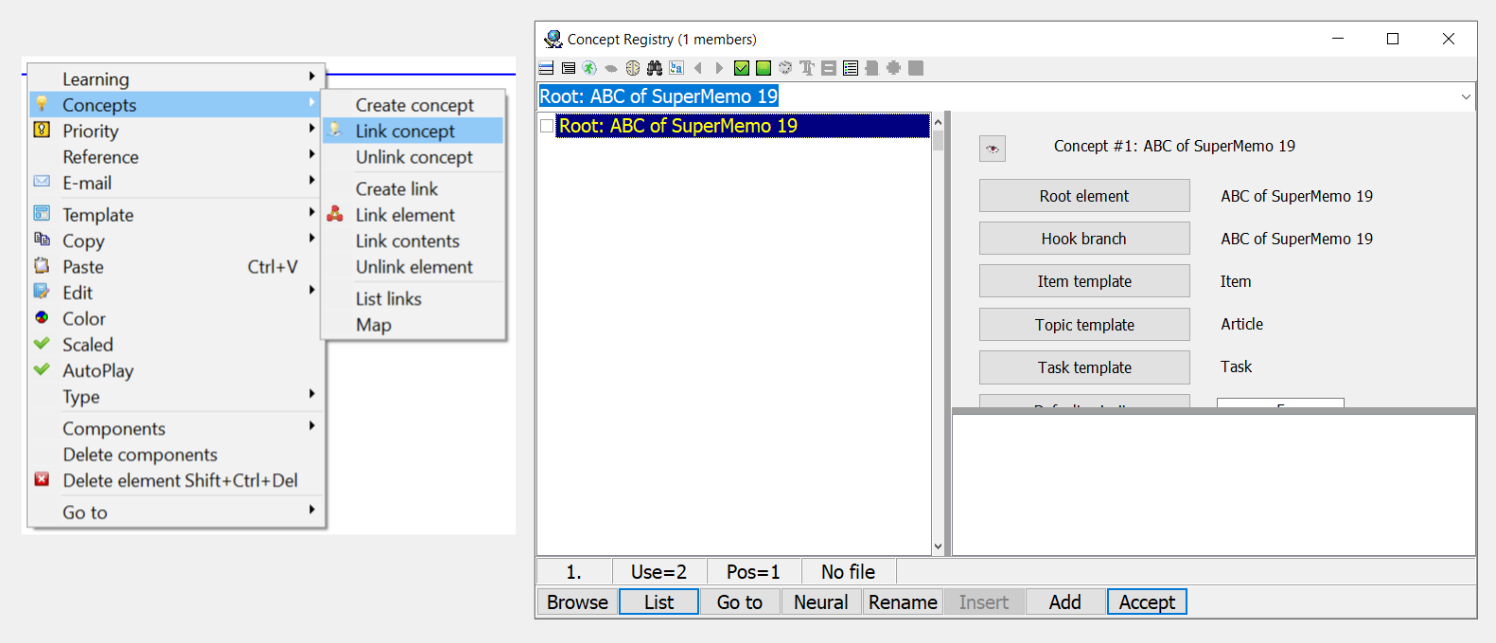 Learning
Concepts
Priority
Reference
E-mail
Template
Copy
Paste Ctrl+V
Edit
Color
Scaled
AutoPlay
Type
Components
Delete components
Delete element Shift+Ctrl+Del
Go to
Create concept
Link concept
Unlink concept
Create link
Link element
Link contents
Unlink element
List links
Map
Concept Registry (1 members)
Root: ABC of SuperMemo 19
Root: ABC of SuperMemo 19
Concept #1: ABC of SuperMemo 19
Root element ABC of SuperMemo 19
Hook branch ABC of SuperMemo 19
Item template Item
Topic template Article
Task template Task
1. Use=2 Pos=1 No file
Browse List Go to Neural Rename Insert Add Accept